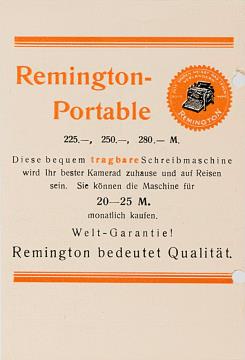 Remington-
Portable
REMINGTON
225.—, 250.—, 280.— M.
Diese bequem tragbare Schreibmaschine
wird Ihr bester Kamerad zuhause und auf Reisen
sein. Sie können die Maschine für
20—25 M.
monatlich kaufen.
Welt-Garantie!
Remington bedeutet Qualität.